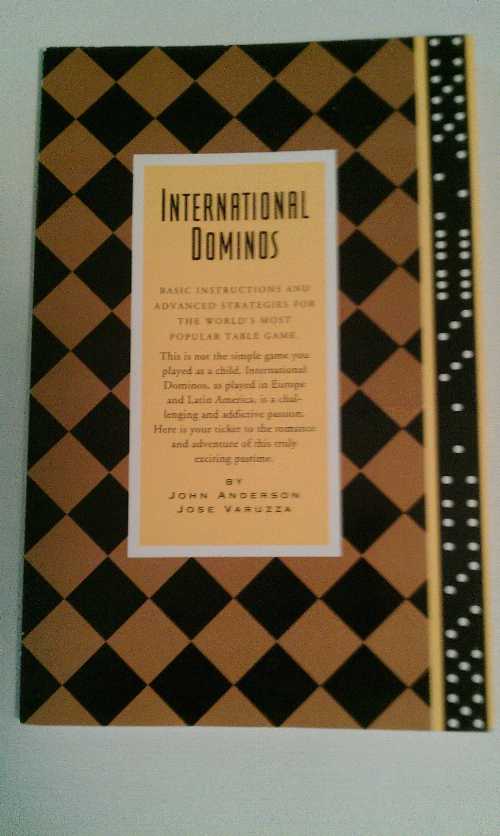 INTERNATIONAL
DOMINOS
BASIC INSTRUCTIONS AND
ADVANCED STRATEGIES FOR
THE WORLD'S MOST
POPULAR TABLE GAME.
This is not the simple game you
played as a child. International
Dominos, as played in Europe
and Latin America, is a chal-
lenging and addictive passion.
Here is your ticket to the romance
and adventure of this truly
exciting pastime.
BY
JOHN ANDERSON
JOSE VARUZZA